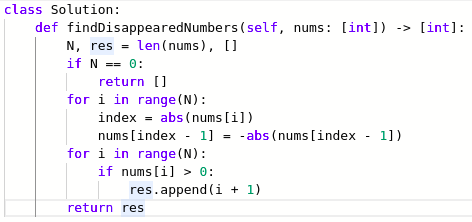 class Solution:
    def findDisappearedNumbers(self, nums: [int]) -> [int]:
        N, res = len(nums), []
        if N == 0:
            return []
        for i in range(N):
            index = abs(nums[i])
            nums[index - 1] = -abs(nums[index - 1])
        for i in range(N):
            if nums[i] > 0:
                res.append(i + 1)
        return res